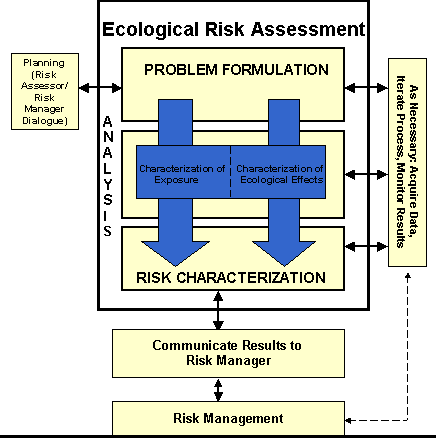 Ecological Risk Assessment
Planning
(Risk
Assessor/
Risk
Manager
Dialogue)
PROBLEM FORMULATION
ANALYSIS
Characterization of
Exposure
Characterization of
Ecological Effects
RISK CHARACTERIZATION
As Necessary: Acquire Data,
Iterate Process, Monitor Results
Communicate Results to
Risk Manager
Risk Management